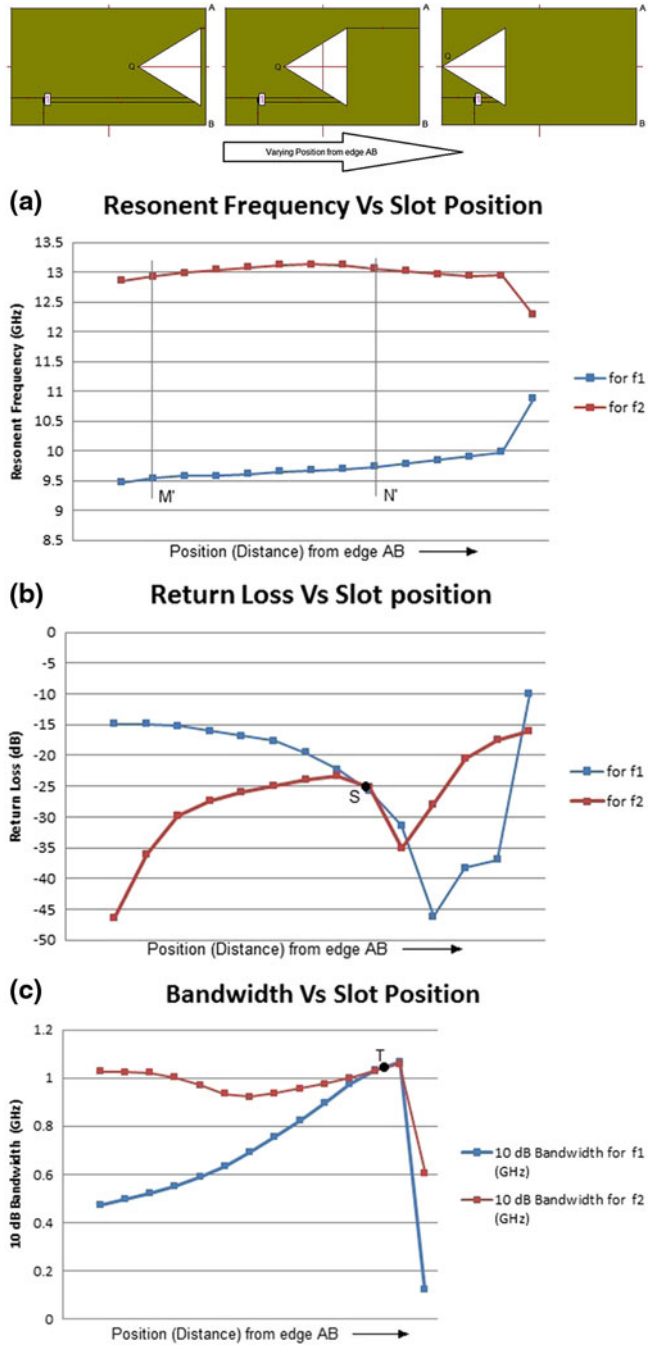 A
A
A
Q
Q
Q
B
B
B
Varying Position from edge AB
(a) Resonent Frequency Vs Slot Position
Resonent Frequency (GHz)
13.5
13
12.5
12
11.5
11
10.5
10
9.5
9
8.5
M'
N'
for f1
for f2
Position (Distance) from edge AB
(b) Return Loss Vs Slot position
Return Loss (dB)
0
-5
-10
-15
-20
-25
-30
-35
-40
-45
-50
S
for f1
for f2
Position (Distance) from edge AB
(c) Bandwidth Vs Slot Position
10 dB Bandwidth (GHz)
1.2
1
0.8
0.6
0.4
0.2
0
T
10 dB Bandwidth for f1
(GHz)
10 dB Bandwidth for f2
(GHz)
Position (Distance) from edge AB